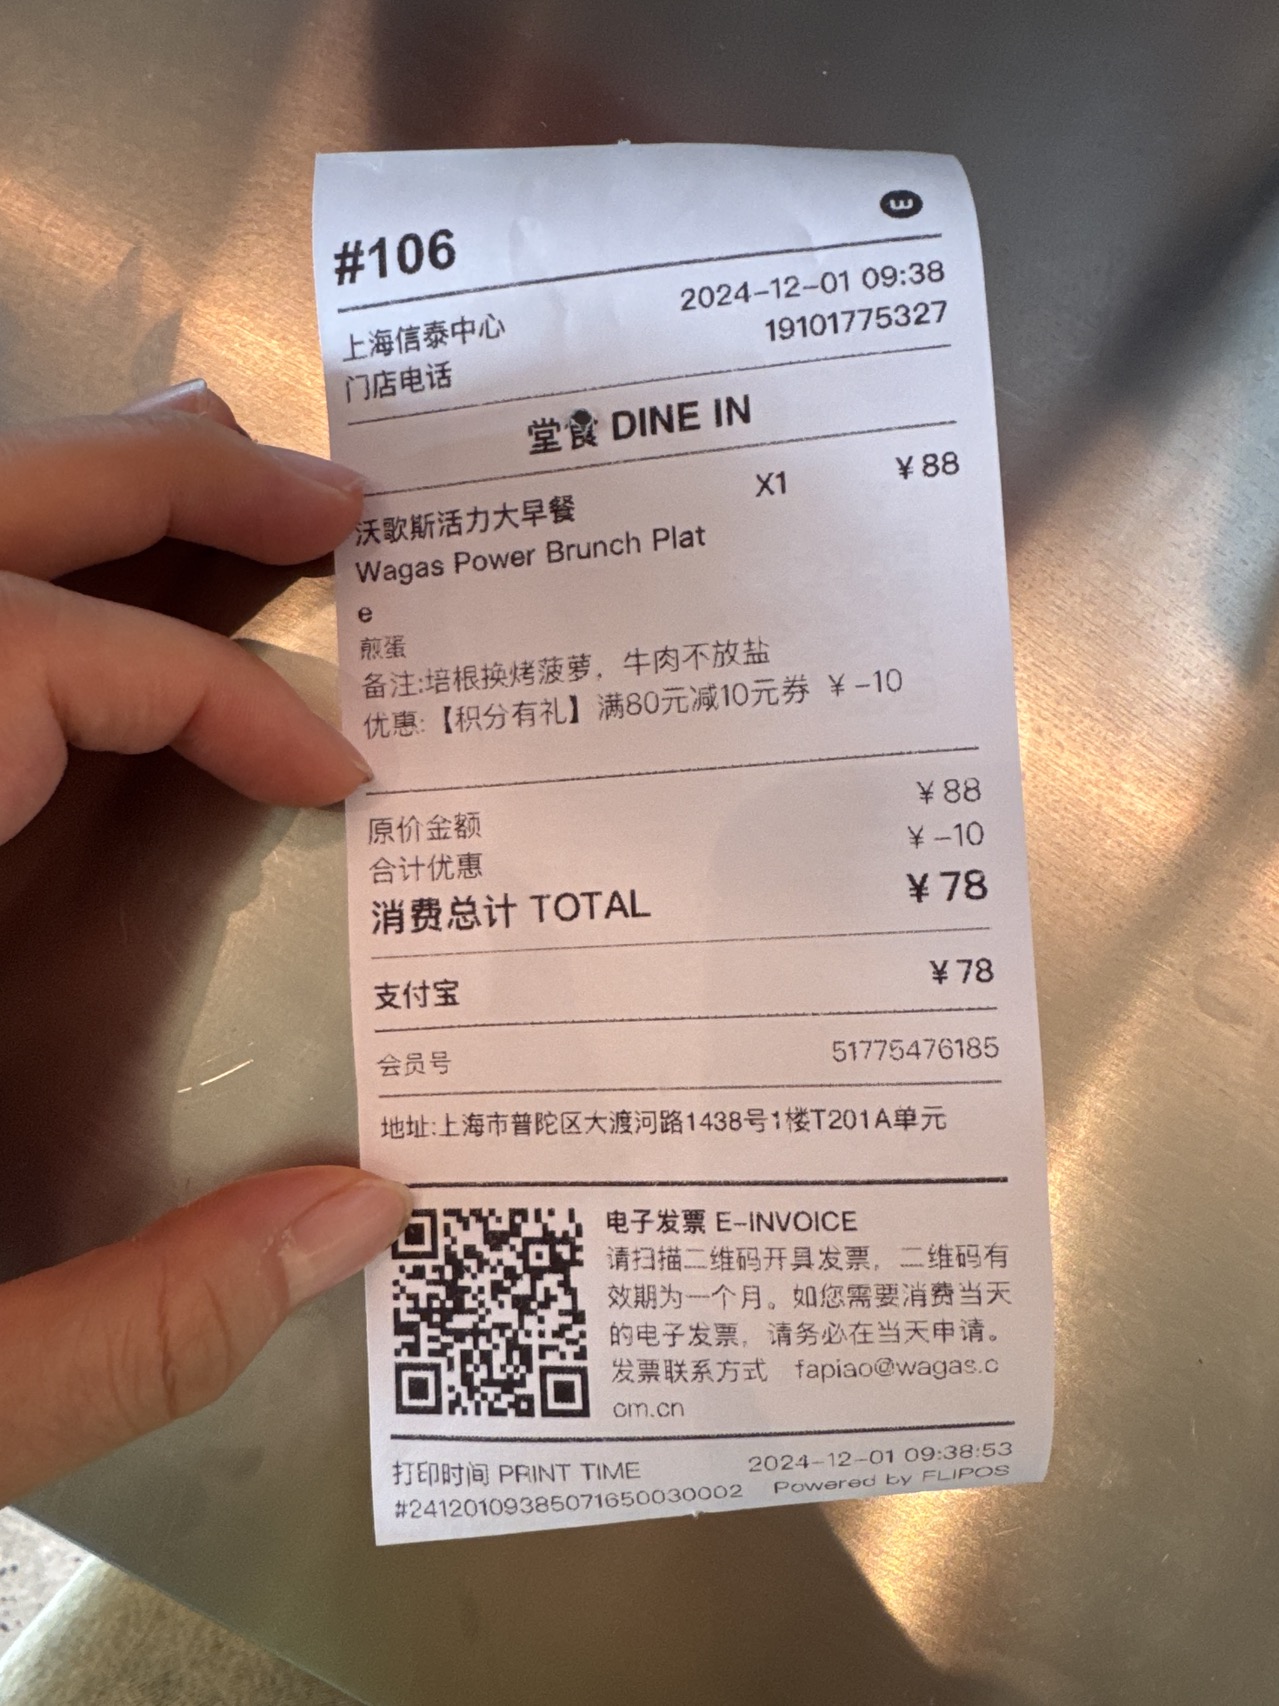 #106
2024-12-01 09:38
上海信泰中心
19101775327
门店电话
堂食 DINE IN
沃歌斯活力大早餐 X1 ¥88
Wagas Power Brunch Plat
e
煎蛋
备注:培根换烤菠萝，牛肉不放盐
优惠:【积分有礼】满80元减10元券 ¥-10
原价金额 ¥88
合计优惠 ¥-10
消费总计 TOTAL ¥78
支付宝 ¥78
会员号 51775476185
地址:上海市普陀区大渡河路1438号1楼T201A单元
电子发票 E-INVOICE
请扫描二维码开具发票，二维码有
效期为一个月。如您需要消费当天
的电子发票，请务必在当天申请。
发票联系方式 fapiao@wagas.c
om.cn
打印时间 PRINT TIME 2024-12-01 09:38:53
#24120109385071650030002 Powered by FLIPOS